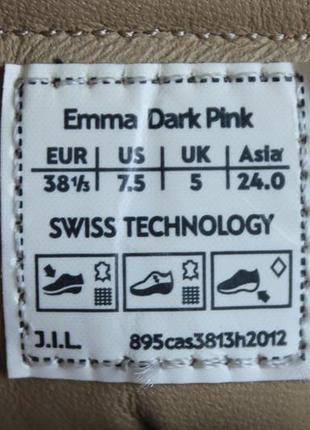 Emma Dark Pink
EUR US UK Asia
38⅓ 7.5 5 24.0
SWISS TECHNOLOGY
J.I.L. 895cas3813h2012